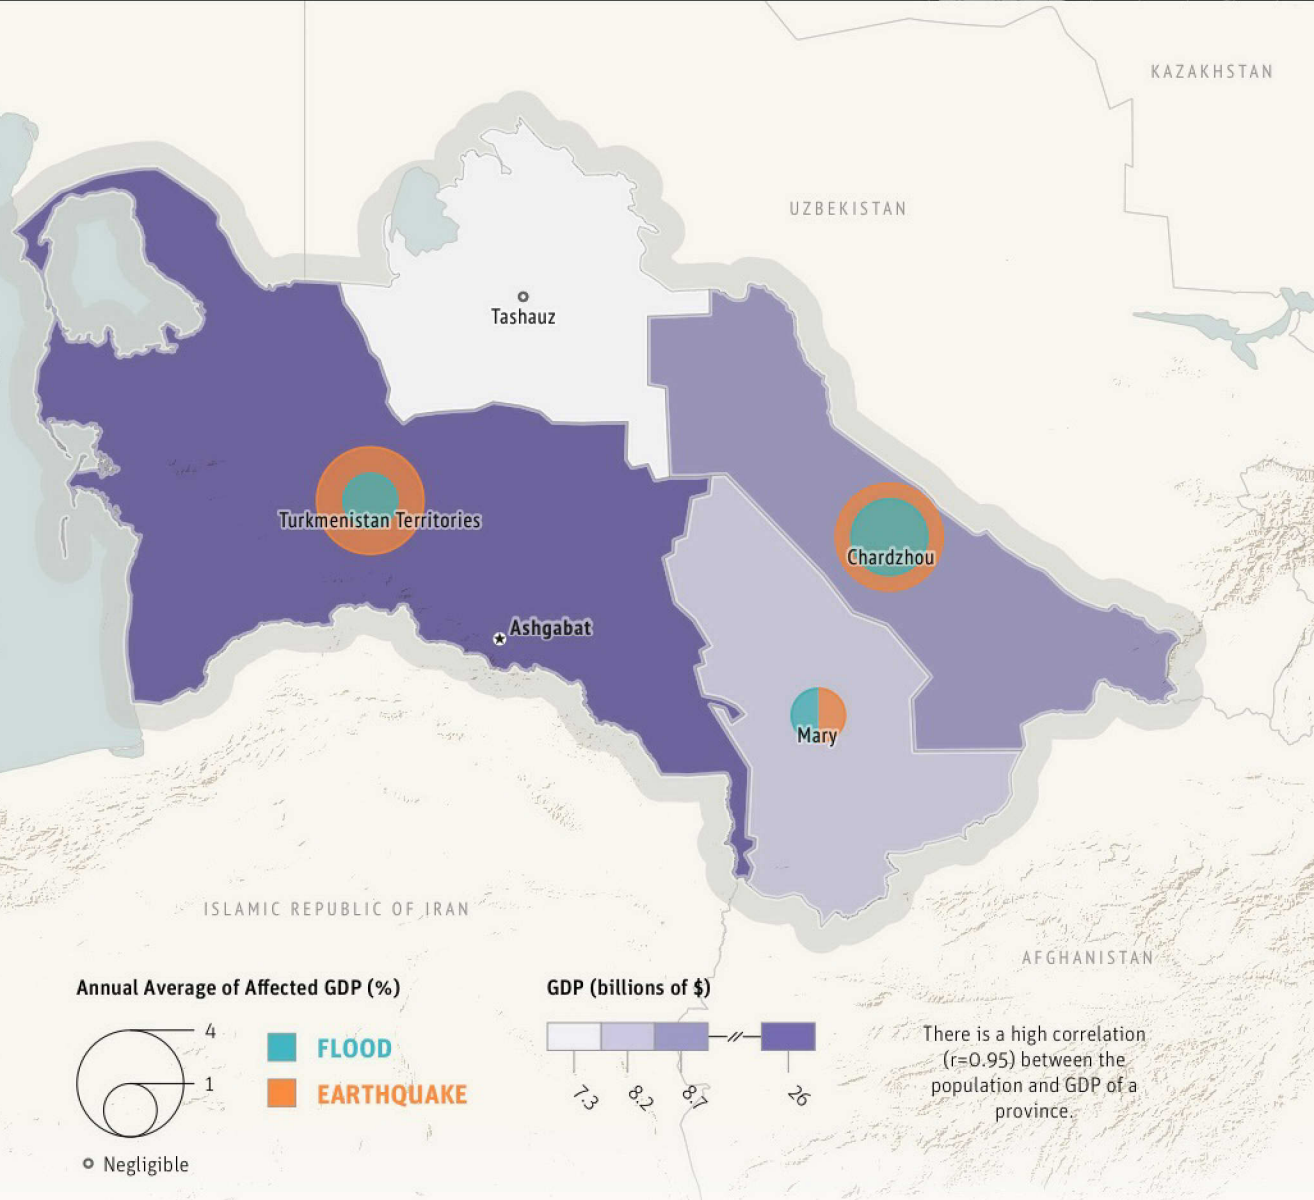 KAZAKHSTAN
UZBEKISTAN
Tashauz
Turkmenistan Territories
Chardzhou
Ashgabat
Mary
ISLAMIC REPUBLIC OF IRAN
AFGHANISTAN
Annual Average of Affected GDP (%)
4
1
Negligible
FLOOD
EARTHQUAKE
GDP (billions of $)
7.3
8.2
8.7
26
There is a high correlation
(r=0.95) between the
population and GDP of a
province.